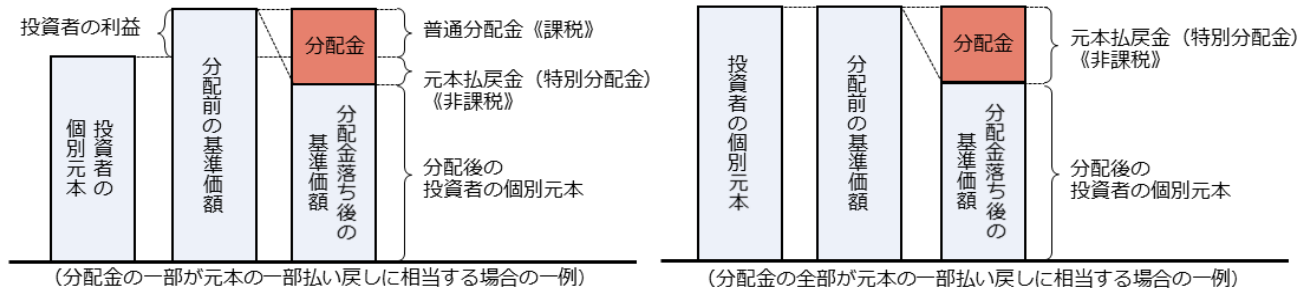 投資者の利益
投資者の
個別元本
分配前の基準価額
分配金
分配金落ち後の
基準価額
普通分配金《課税》
元本払戻金（特別分配金）
《非課税》
分配後の
投資者の個別元本
（分配金の一部が元本の一部払い戻しに相当する場合の一例）
投資者の個別元本
分配前の基準価額
分配金
分配金落ち後の
基準価額
元本払戻金（特別分配金）
《非課税》
分配後の
投資者の個別元本
（分配金の全部が元本の一部払い戻しに相当する場合の一例）